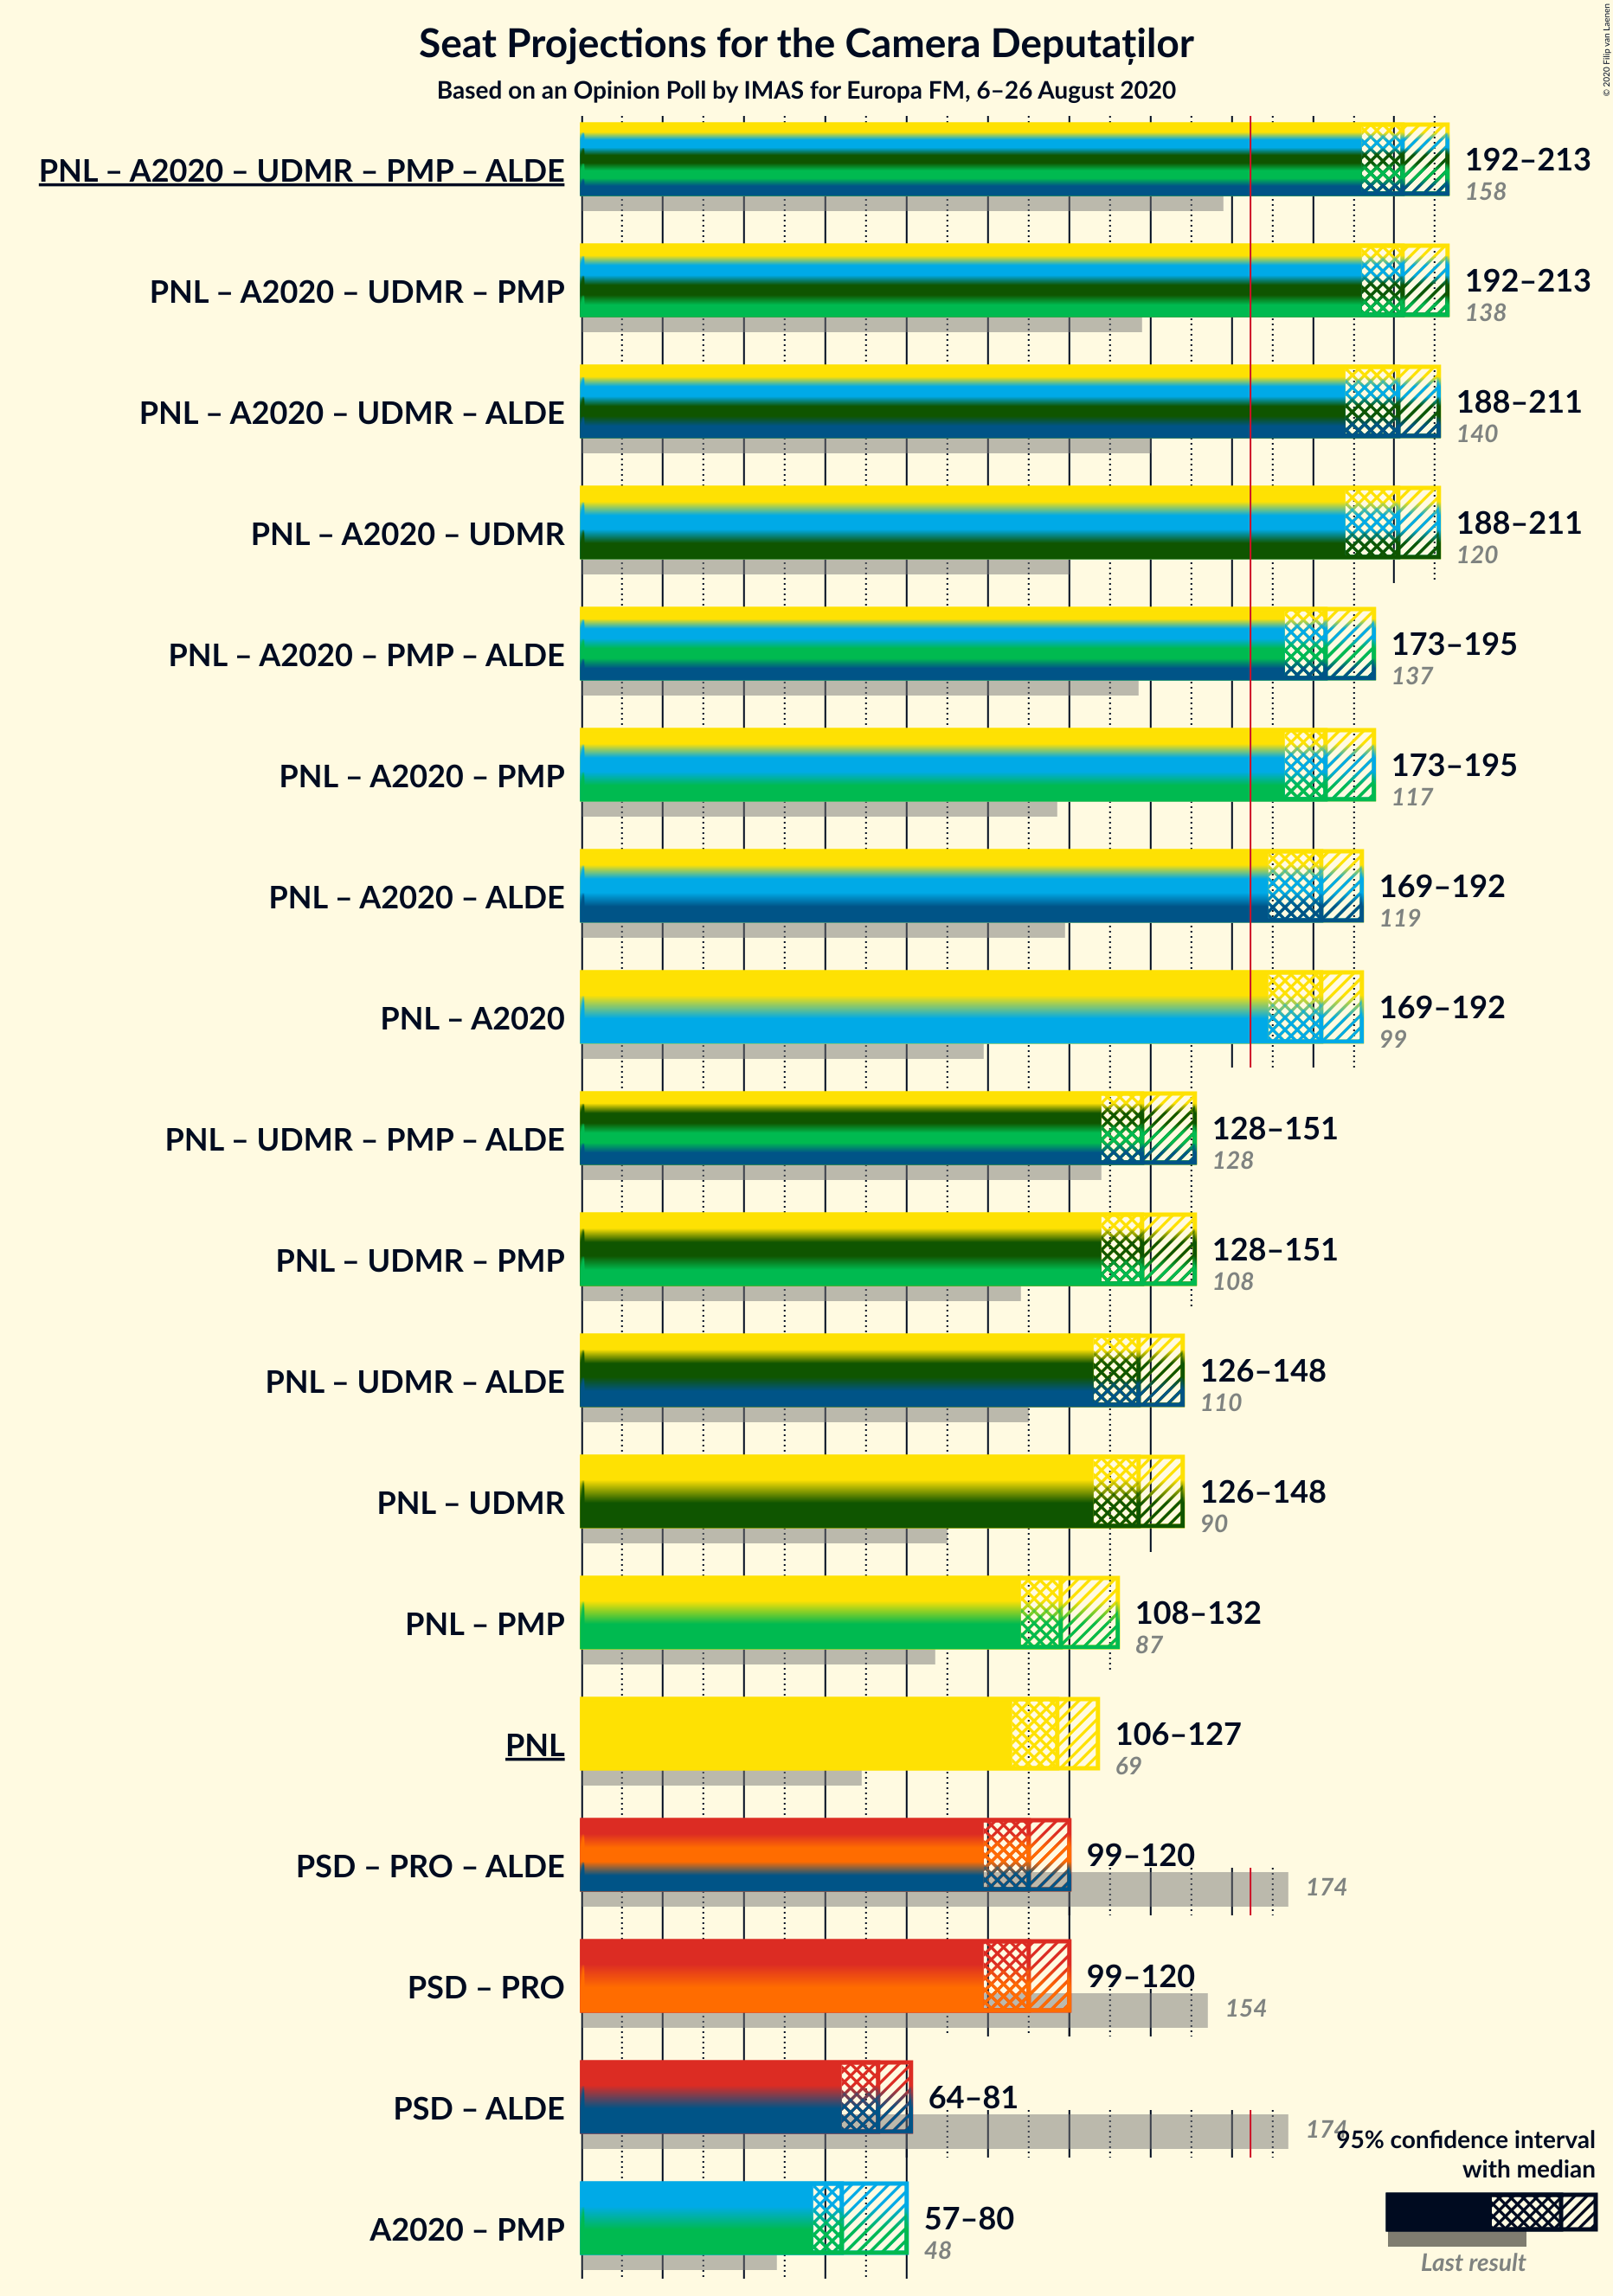 © 2020 Filip van Laenen
Seat Projections for the Camera Deputaților
Based on an Opinion Poll by IMAS for Europa FM, 6–26 August 2020
PNL – A2020 – UDMR – PMP – ALDE
192–213
158
PNL – A2020 – UDMR – PMP
192–213
138
PNL – A2020 – UDMR – ALDE
188–211
140
PNL – A2020 – UDMR
188–211
120
PNL – A2020 – PMP – ALDE
173–195
137
PNL – A2020 – PMP
173–195
117
PNL – A2020 – ALDE
169–192
119
PNL – A2020
169–192
99
PNL – UDMR – PMP – ALDE
128–151
128
PNL – UDMR – PMP
128–151
108
PNL – UDMR – ALDE
126–148
110
PNL – UDMR
126–148
90
PNL – PMP
108–132
87
PNL
106–127
69
PSD – PRO – ALDE
99–120
174
PSD – PRO
99–120
154
PSD – ALDE
64–81
174
A2020 – PMP
57–80
48
95% confidence interval
with median
Last result